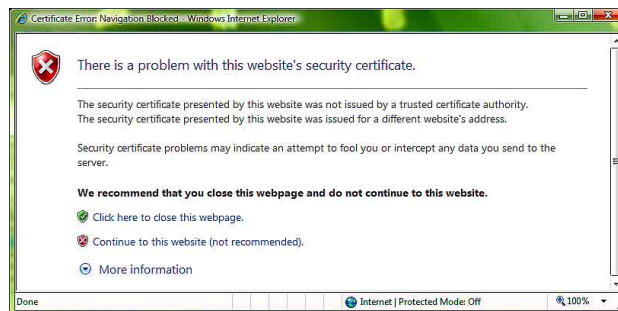 Certificate Error: Navigation Blocked - Windows Internet Explorer
There is a problem with this website's security certificate.
The security certificate presented by this website was not issued by a trusted certificate authority.
The security certificate presented by this website was issued for a different website's address.
Security certificate problems may indicate an attempt to fool you or intercept any data you send to the
server.
We recommend that you close this webpage and do not continue to this website.
Click here to close this webpage.
Continue to this website (not recommended).
More information
Done Internet | Protected Mode: Off 100%